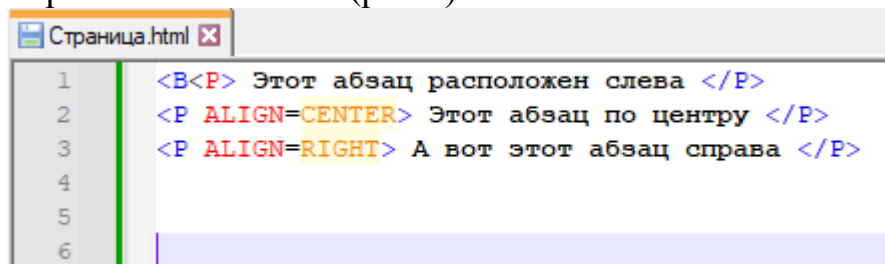 Страница.html
1 <B<P> Этот абзац расположен слева </P>
2 <P ALIGN=CENTER> Этот абзац по центру </P>
3 <P ALIGN=RIGHT> А вот этот абзац справа </P>
4
5
6